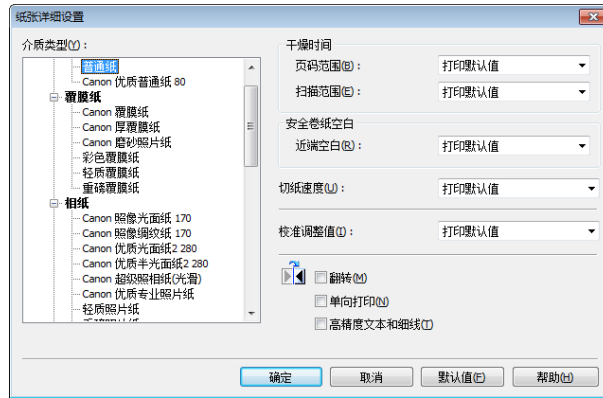 纸张详细设置
介质类型(Y)：
普通纸
Canon 优质普通纸 80
覆膜纸
Canon 覆膜纸
Canon 厚覆膜纸
Canon 磨砂照片纸
彩色覆膜纸
轻质覆膜纸
重磅覆膜纸
相纸
Canon 照像光面纸 170
Canon 照像绸纹纸 170
Canon 优质光面纸2 280
Canon 优质半光面纸2 280
Canon 超级照相纸(光滑)
Canon 优质专业照片纸
轻质照片纸
干燥时间
页码范围(B)： 打印默认值
扫描范围(E)： 打印默认值
安全卷纸空白
近端空白(R)： 打印默认值
切纸速度(U)： 打印默认值
校准调整值(I)： 打印默认值
翻转(M)
单向打印(N)
高精度文本和细线(T)
确定 取消 默认值(F) 帮助(H)